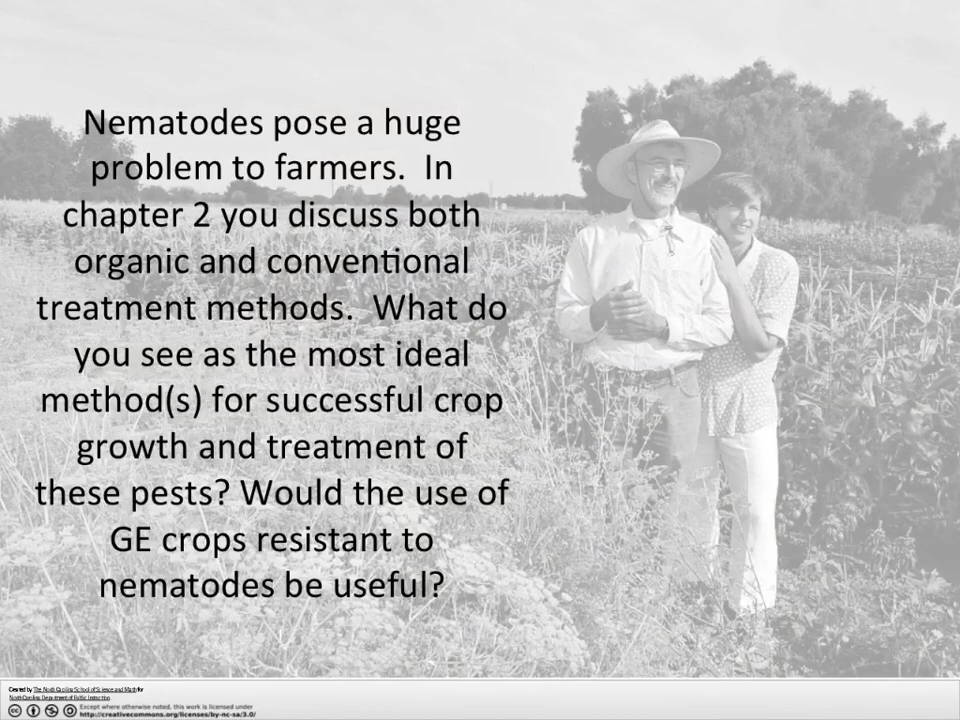 Nematodes pose a huge
problem to farmers.  In
chapter 2 you discuss both
organic and conventional
treatment methods.  What do
you see as the most ideal
method(s) for successful crop
growth and treatment of
these pests? Would the use of
GE crops resistant to
nematodes be useful?
Created by The North Carolina School of Science and Math for
North Carolina Department of Public Instruction
Except where otherwise noted, this work is licensed under
http://creativecommons.org/licenses/by-nc-sa/3.0/